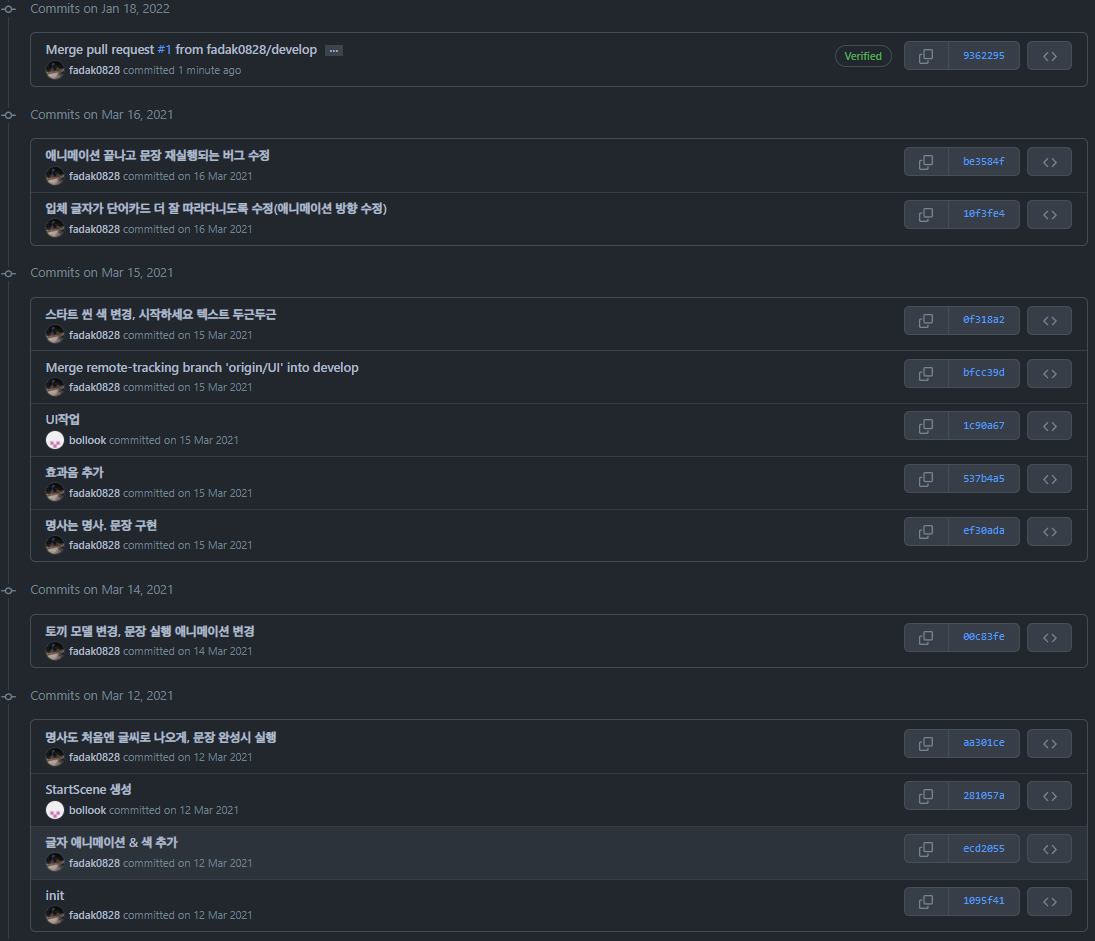 Commits on Jan 18, 2022
Merge pull request #1 from fadak0828/develop ...
fadak0828 committed 1 minute ago
Verified
9362295
Commits on Mar 16, 2021
애니메이션 끝나고 문장 재실행되는 버그 수정
fadak0828 committed on 16 Mar 2021
be3584f
입체 글자가 단어카드 더 잘 따라다니도록 수정(애니메이션 방향 수정)
fadak0828 committed on 16 Mar 2021
10f3fe4
Commits on Mar 15, 2021
스타트 씬 색 변경, 시작하세요 텍스트 두근두근
fadak0828 committed on 15 Mar 2021
0f318a2
Merge remote-tracking branch 'origin/UI' into develop
fadak0828 committed on 15 Mar 2021
bfcc39d
UI작업
bollook committed on 15 Mar 2021
1c90a67
효과음 추가
fadak0828 committed on 15 Mar 2021
537b4a5
명사는 명사. 문장 구현
fadak0828 committed on 15 Mar 2021
ef30ada
Commits on Mar 14, 2021
토끼 모델 변경, 문장 실행 애니메이션 변경
fadak0828 committed on 14 Mar 2021
00c83fe
Commits on Mar 12, 2021
명사도 처음엔 글씨로 나오게, 문장 완성시 실행
fadak0828 committed on 12 Mar 2021
aa301ce
StartScene 생성
bollook committed on 12 Mar 2021
281057a
글자 애니메이션 & 색 추가
fadak0828 committed on 12 Mar 2021
ecd2055
init
fadak0828 committed on 12 Mar 2021
1095f41